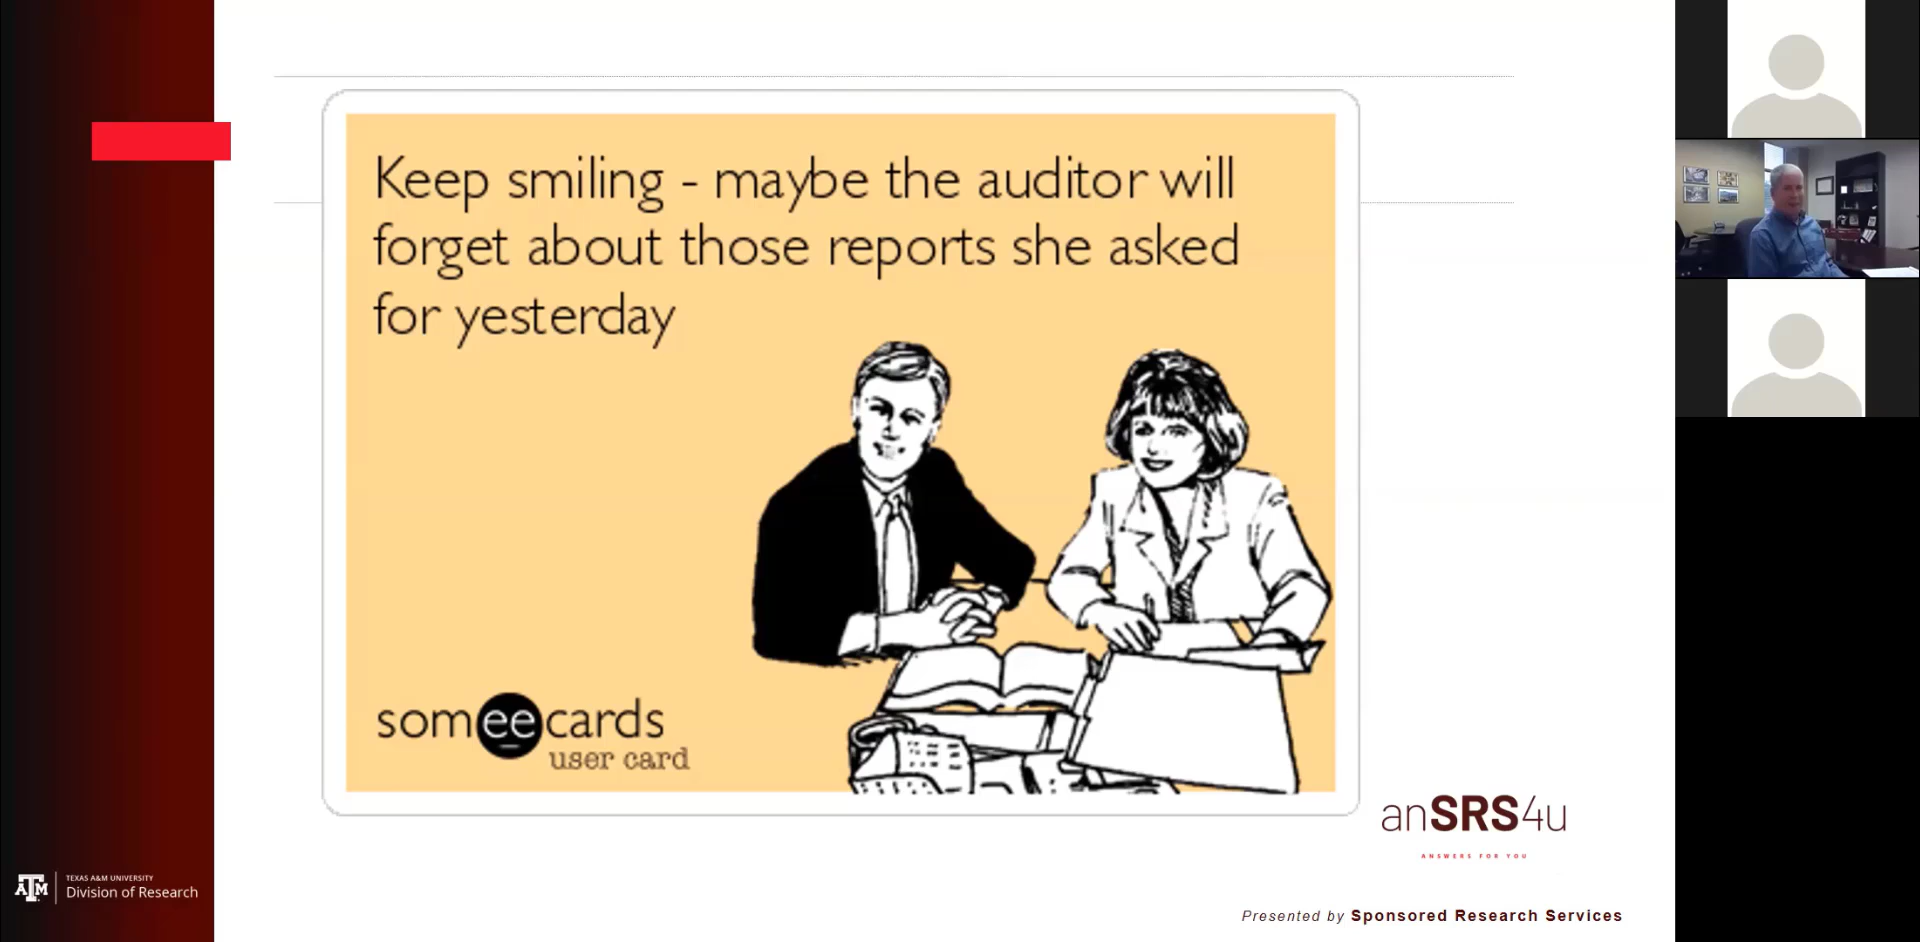 Keep smiling - maybe the auditor will
forget about those reports she asked
for yesterday
someecards
user card
anSRS4u
ANSWERS FOR YOU
TEXAS A&M UNIVERSITY
Division of Research
ATM
Presented by Sponsored Research Services